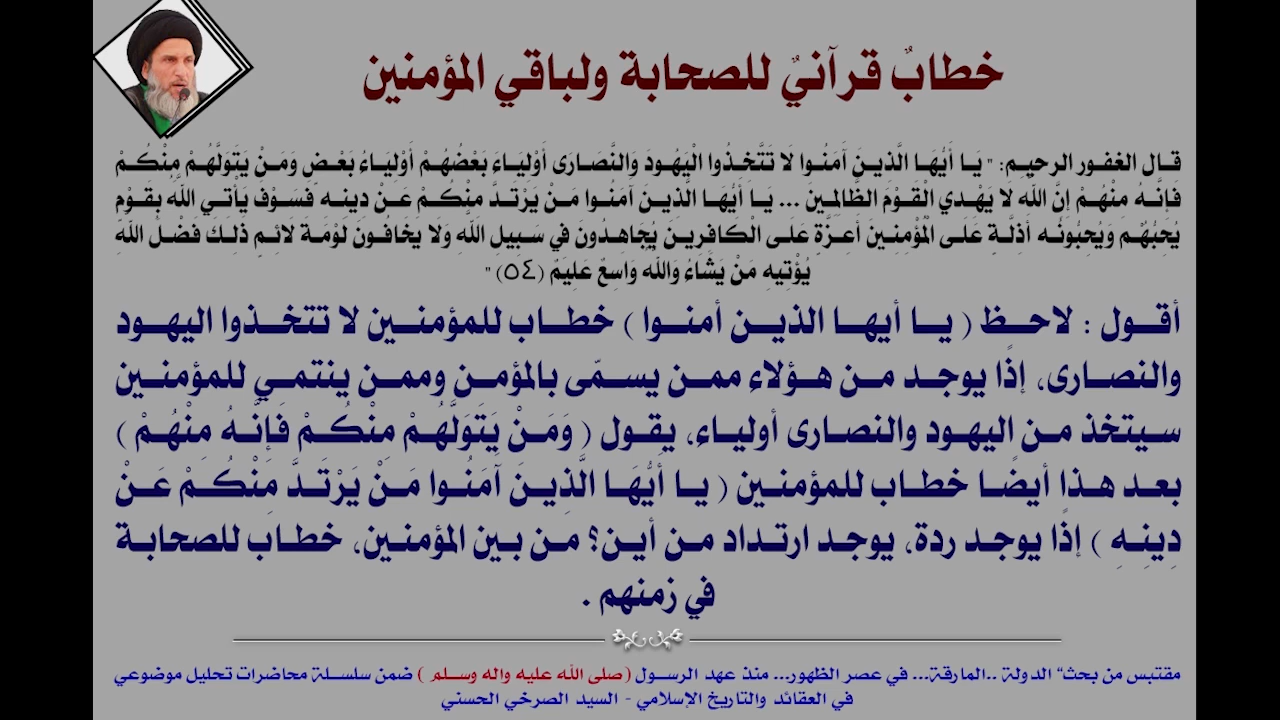 خطابٌ قرآنيٌ للصحابة ولباقي المؤمنين
قال الغفور الرحيم: " يَا أَيُّهَا الَّذِينَ آمَنُوا لَا تَتَّخِذُوا الْيَهُودَ وَالنَّصَارَى أَوْلِيَاءَ بَعْضُهُمْ أَوْلِيَاءُ بَعْضٍ وَمَنْ يَتَوَلَّهُمْ مِنْكُمْ
فَإِنَّهُ مِنْهُمْ إِنَّ اللَّهَ لَا يَهْدِي الْقَوْمَ الظَّالِمِينَ ... يَا أَيُّهَا الذين آمَنُوا مَنْ يَرْتَدَّ مِنْكُمْ عَنْ دِينِهِ فَسَوْفَ يَأْتِي اللَّهُ بِقَوْمٍ
يُحِبُّهُمْ وَيُحِبُّونَهُ أَذِلَّةٍ عَلَى الْمُؤْمِنِينَ أَعِزَّةٍ عَلَى الْكَافِرِينَ يُجَاهِدُونَ فِي سَبِيلِ اللَّهِ وَلَا يَخَافُونَ لَوْمَةَ لَائِمٍ ذَلِكَ فَضْلُ اللَّهِ
يُؤْتِيهِ مَنْ يَشَاءُ وَاللَّهُ وَاسِعٌ عَلِيمٌ (٥٤) "
أقول : لاحظ ( يا أيها الذين أمنوا ) خطاب للمؤمنين لا تتخذوا اليهود
والنصارى، إذًا يوجد من هؤلاء ممن يسمّى بالمؤمن وممن ينتمي للمؤمنين
سيتخذ من اليهود والنصارى أولياء، يقول ( وَمَنْ يَتَوَلَّهُمْ مِنْكُمْ فَإِنَّهُ مِنْهُمْ )
بعد هذا أيضًا خطاب للمؤمنين ( يَا أَيُّهَا الَّذِينَ آمَنُوا مَنْ يَرْتَدَّ مِنْكُمْ عَنْ
دِينِهِ ) إذًا يوجد ردة، يوجد ارتداد من أين؟ من بين المؤمنين، خطاب للصحابة
في زمنهم .
مقتبس من بحث" الدولة ..المارقة... في عصر الظهور... منذ عهد الرسول ( صلى الله عليه واله وسلم ) ضمن سلسلة محاضرات تحليل موضوعي
في العقائد والتاريخ الإسلامي - السيد الصرخي الحسني